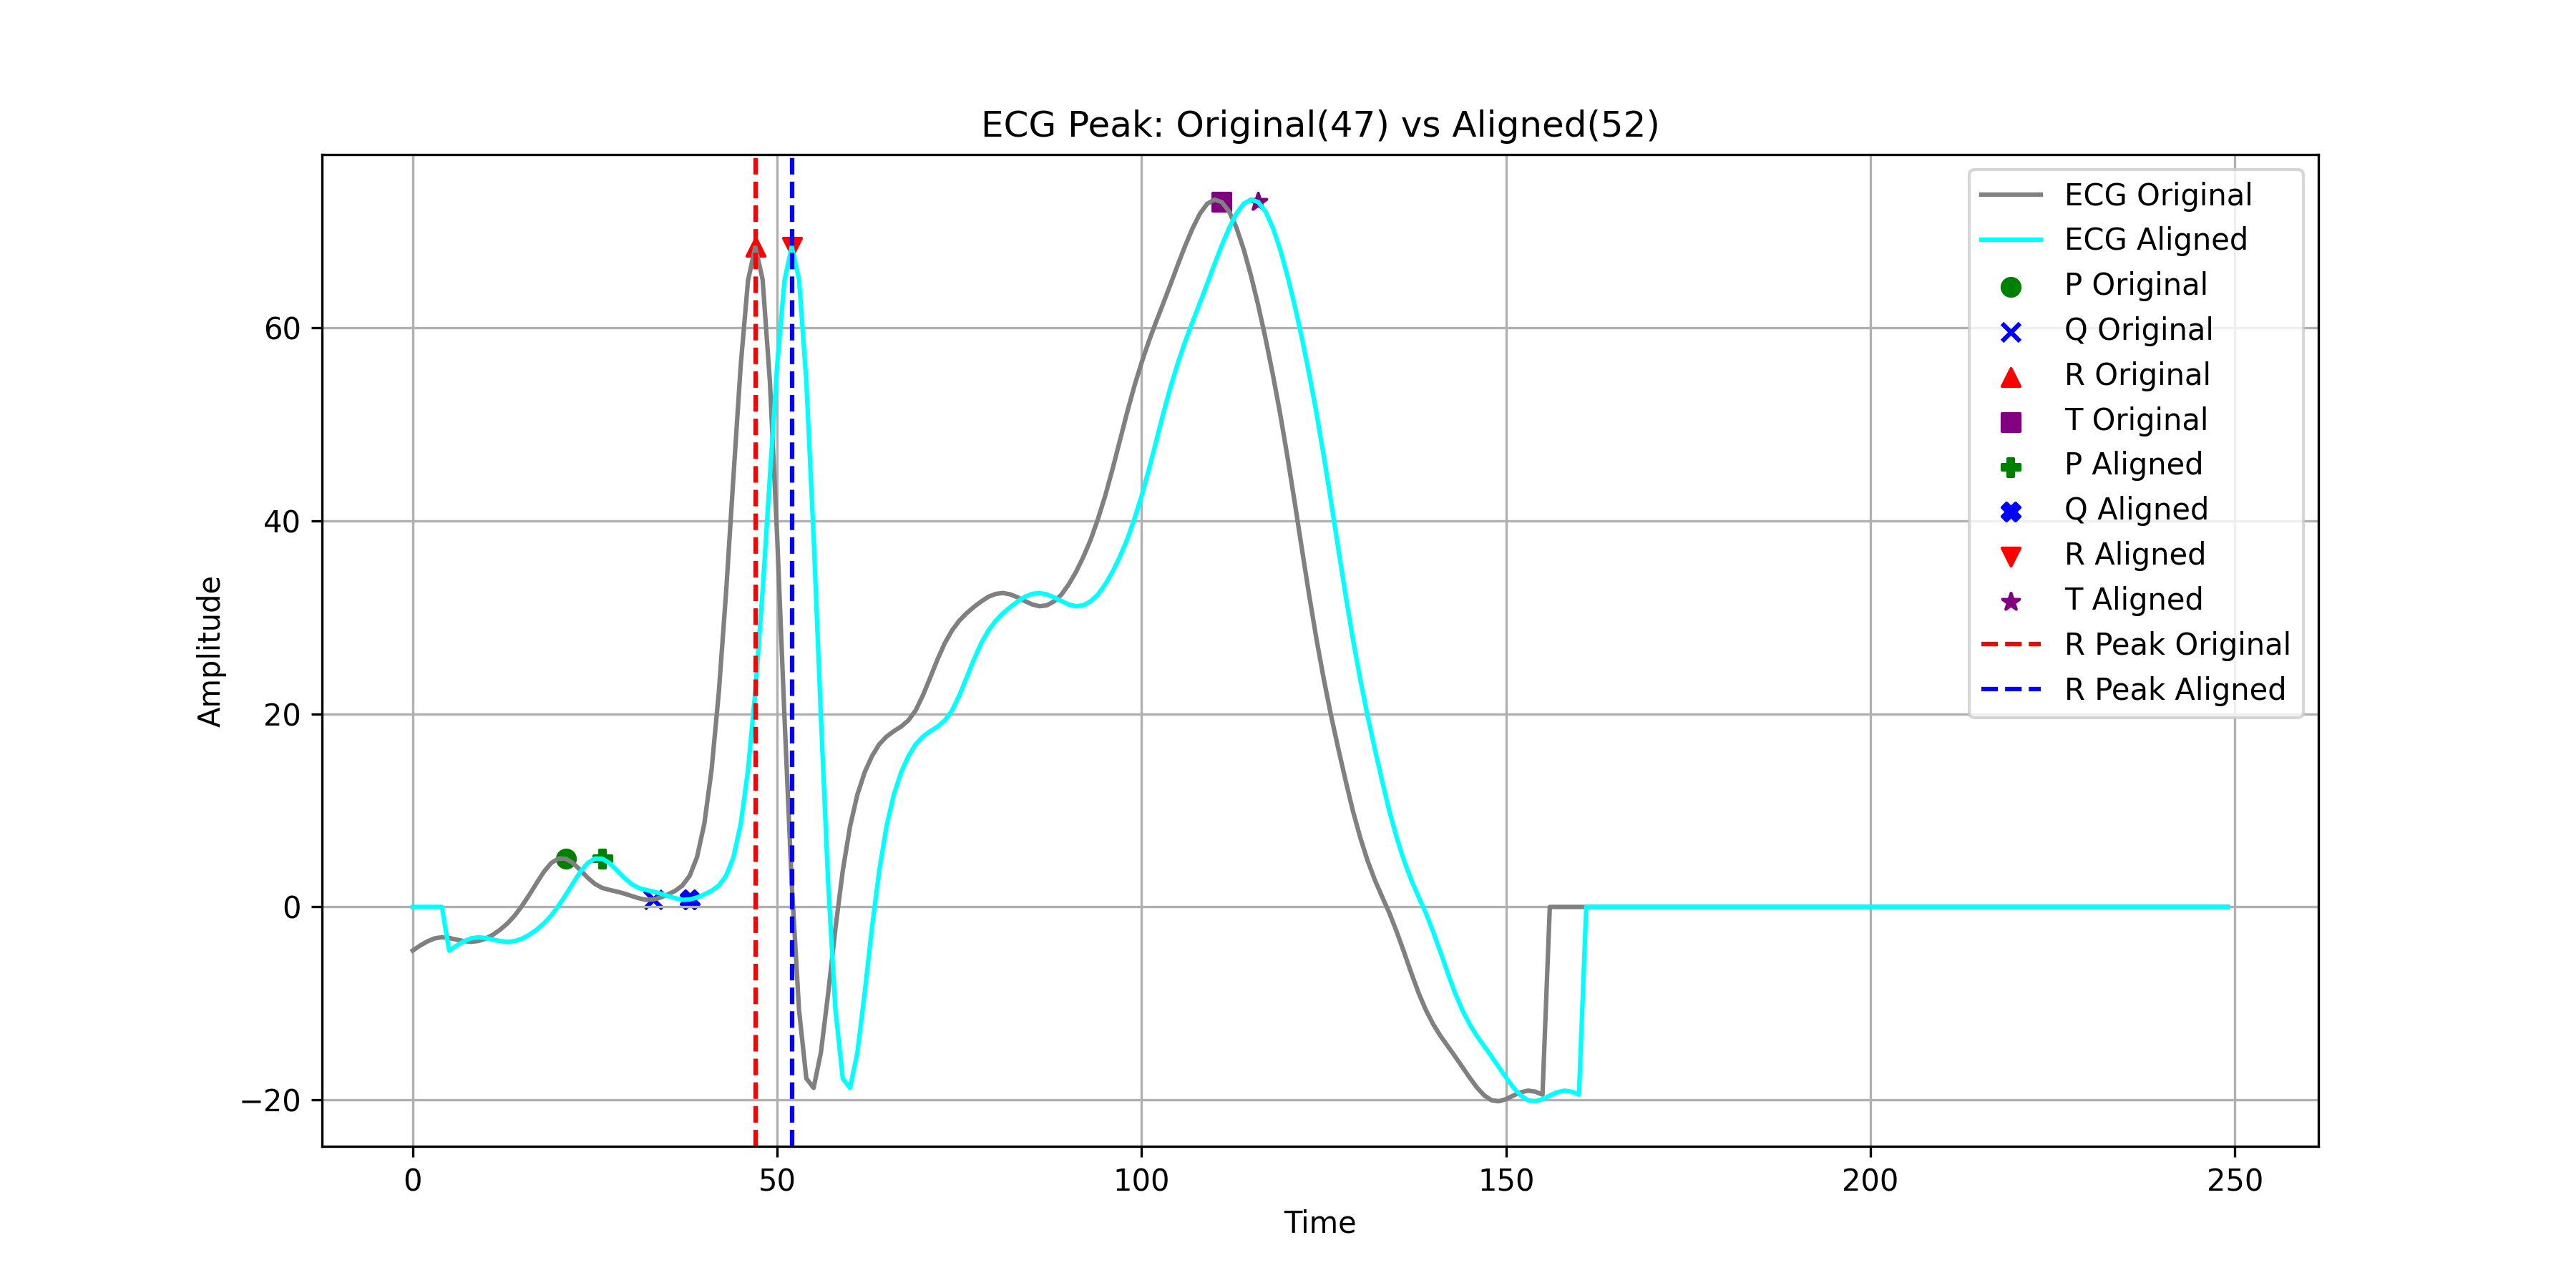 ECG Peak: Original(47) vs Aligned(52)
ECG Original
ECG Aligned
P Original
Q Original
R Original
T Original
P Aligned
Q Aligned
R Aligned
T Aligned
R Peak Original
R Peak Aligned
Amplitude
60
40
20
0
−20
0 50 100 150 200 250
Time